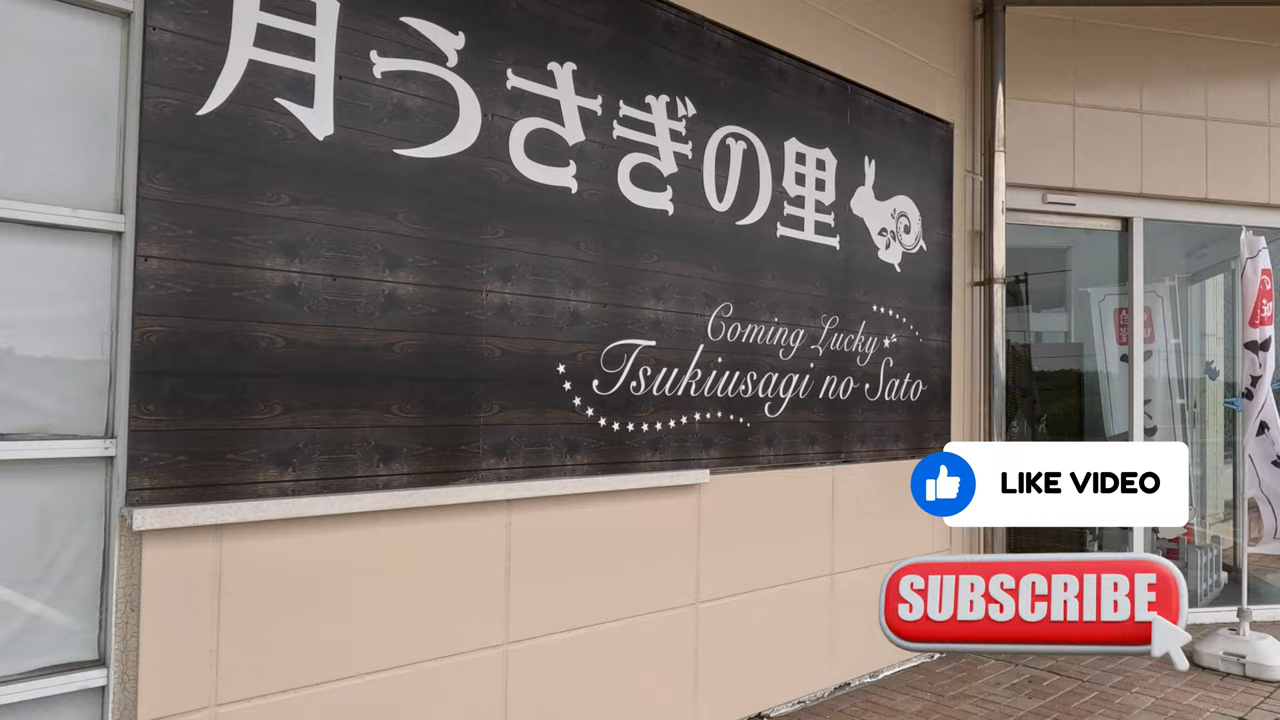 月うさぎの里
Coming Lucky
Tsukiusagi no Sato
LIKE VIDEO
SUBSCRIBE